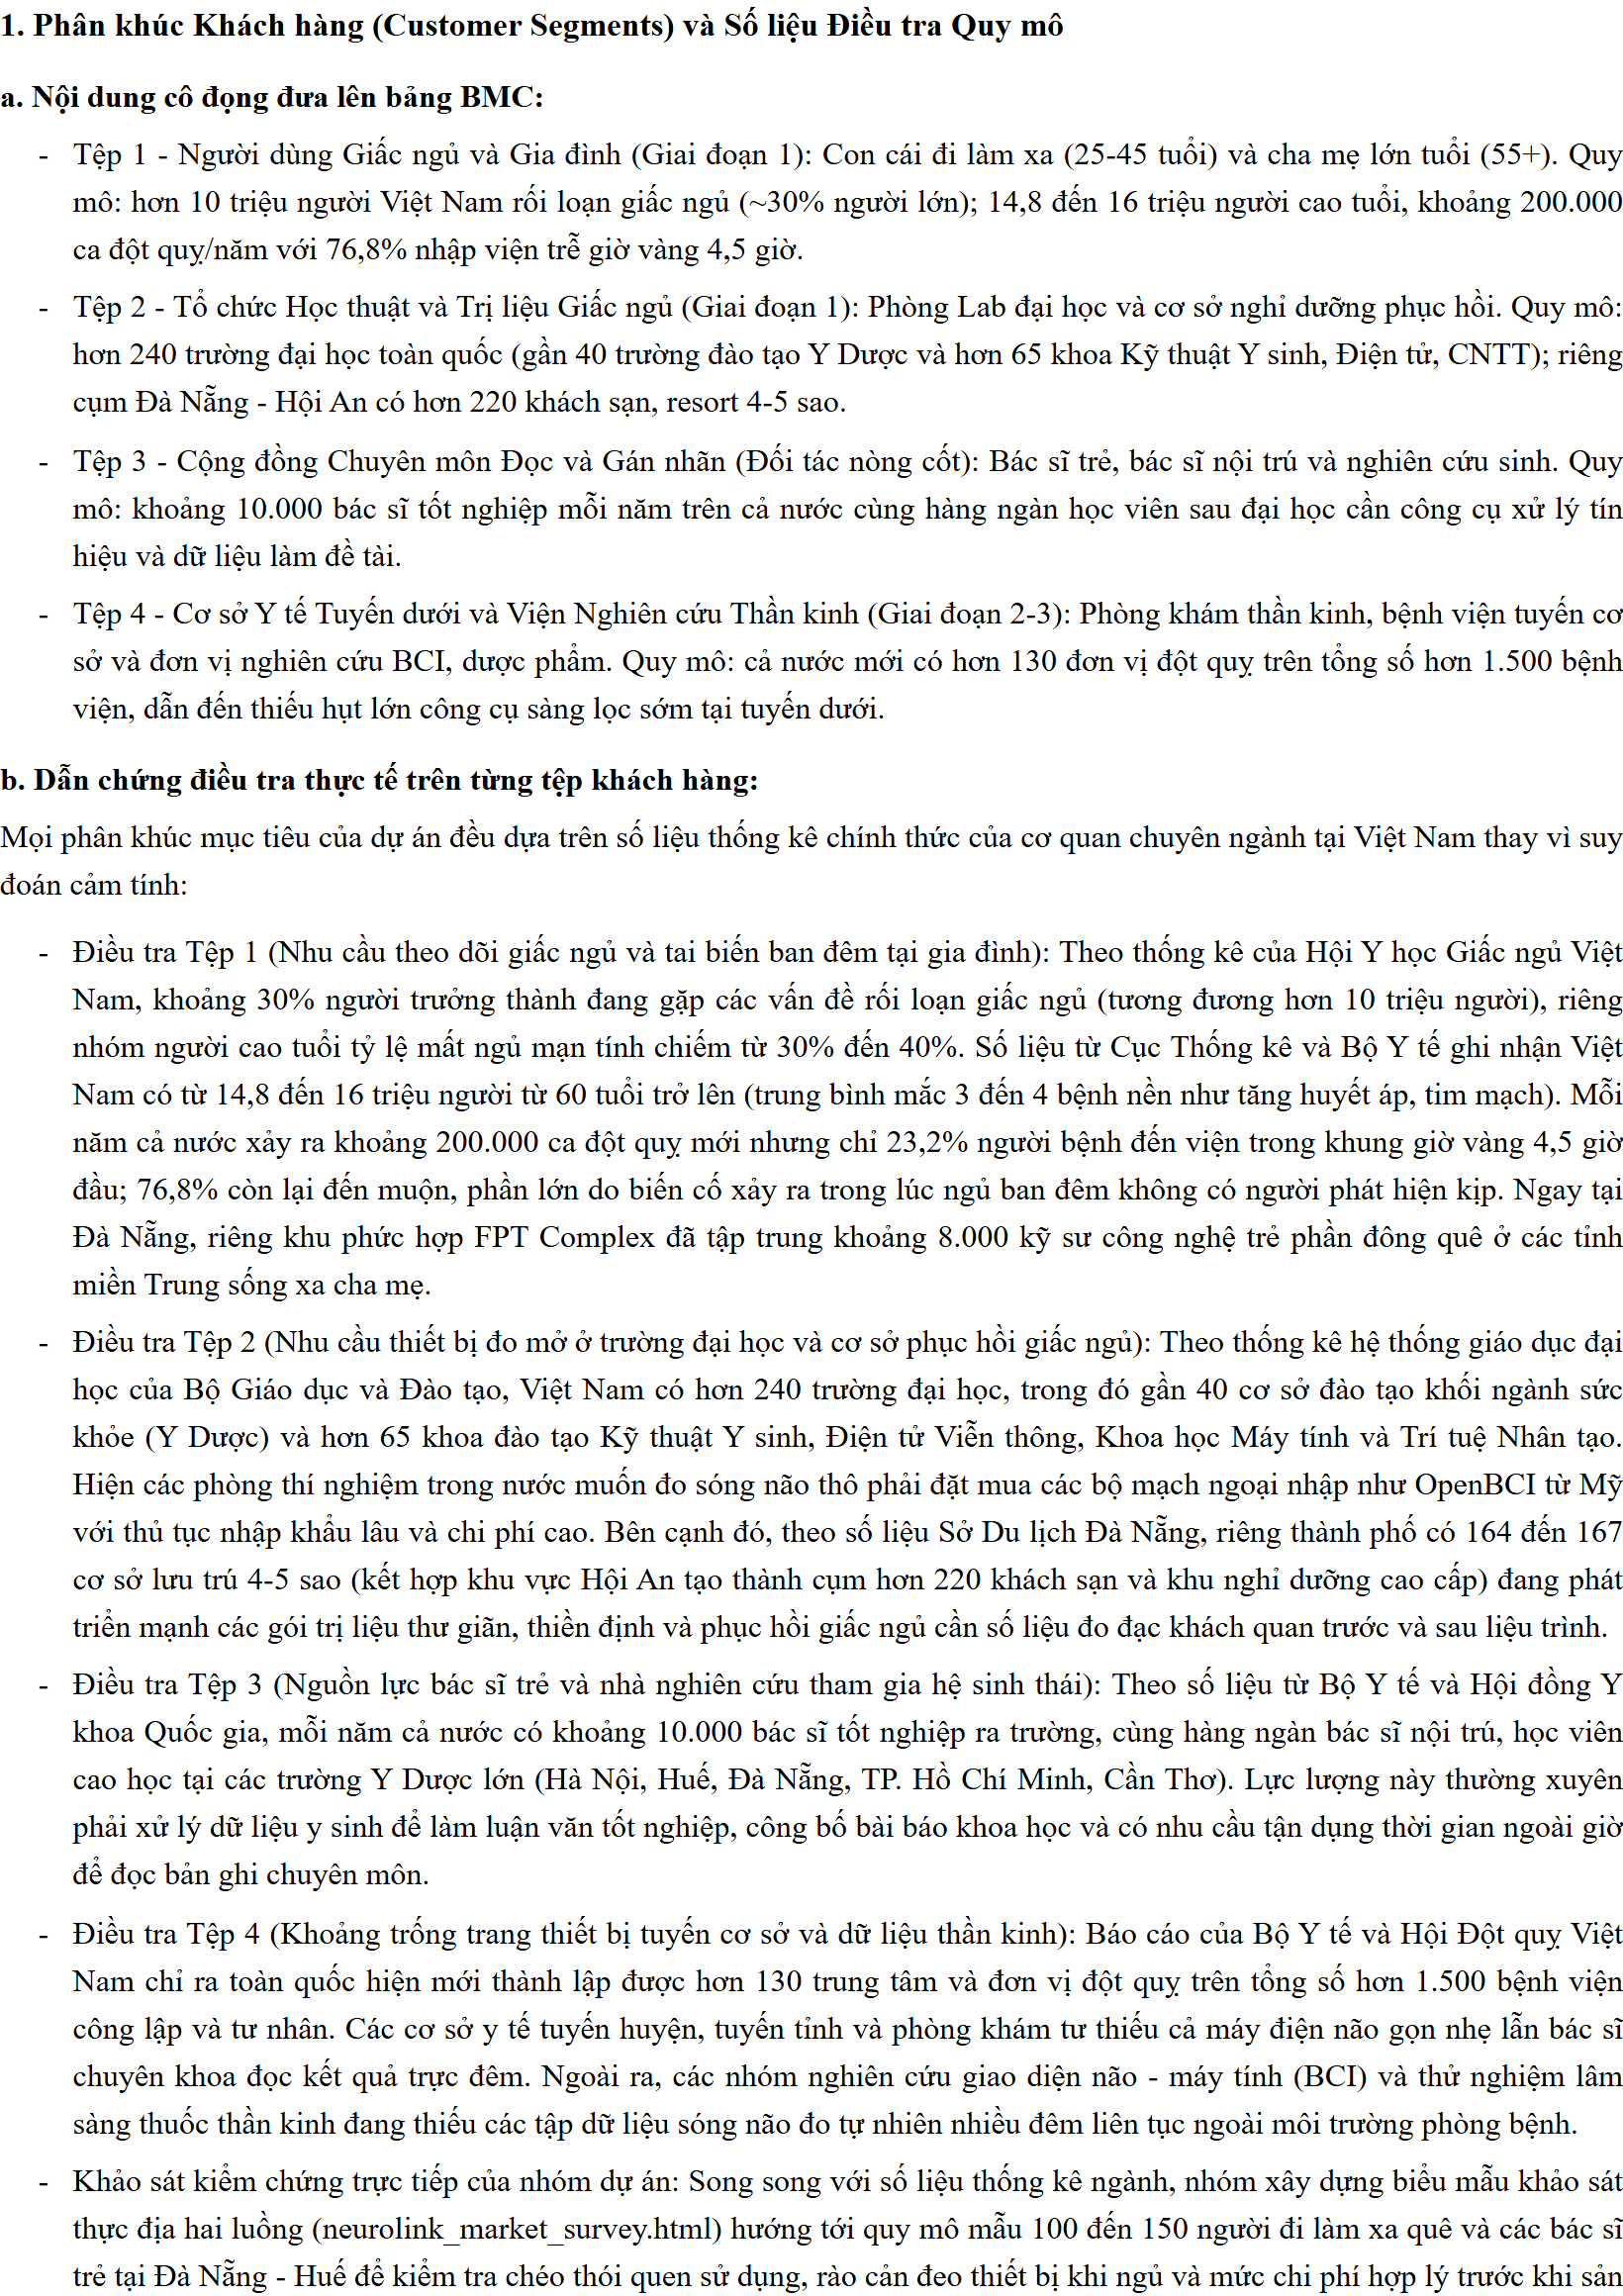 1. Phân khúc Khách hàng (Customer Segments) và Số liệu Điều tra Quy mô
a. Nội dung cô đọng đưa lên bảng BMC:
- Tệp 1 - Người dùng Giấc ngủ và Gia đình (Giai đoạn 1): Con cái đi làm xa (25-45 tuổi) và cha mẹ lớn tuổi (55+). Quy
mô: hơn 10 triệu người Việt Nam rối loạn giấc ngủ (~30% người lớn); 14,8 đến 16 triệu người cao tuổi, khoảng 200.000
ca đột quỵ/năm với 76,8% nhập viện trễ giờ vàng 4,5 giờ.
- Tệp 2 - Tổ chức Học thuật và Trị liệu Giấc ngủ (Giai đoạn 1): Phòng Lab đại học và cơ sở nghỉ dưỡng phục hồi. Quy mô:
hơn 240 trường đại học toàn quốc (gần 40 trường đào tạo Y Dược và hơn 65 khoa Kỹ thuật Y sinh, Điện tử, CNTT); riêng
cụm Đà Nẵng - Hội An có hơn 220 khách sạn, resort 4-5 sao.
- Tệp 3 - Cộng đồng Chuyên môn Đọc và Gán nhãn (Đối tác nòng cốt): Bác sĩ trẻ, bác sĩ nội trú và nghiên cứu sinh. Quy
mô: khoảng 10.000 bác sĩ tốt nghiệp mỗi năm trên cả nước cùng hàng ngàn học viên sau đại học cần công cụ xử lý tín
hiệu và dữ liệu làm đề tài.
- Tệp 4 - Cơ sở Y tế Tuyến dưới và Viện Nghiên cứu Thần kinh (Giai đoạn 2-3): Phòng khám thần kinh, bệnh viện tuyến cơ
sở và đơn vị nghiên cứu BCI, dược phẩm. Quy mô: cả nước mới có hơn 130 đơn vị đột quỵ trên tổng số hơn 1.500 bệnh
viện, dẫn đến thiếu hụt lớn công cụ sàng lọc sớm tại tuyến dưới.
b. Dẫn chứng điều tra thực tế trên từng tệp khách hàng:
Mọi phân khúc mục tiêu của dự án đều dựa trên số liệu thống kê chính thức của cơ quan chuyên ngành tại Việt Nam thay vì suy
đoán cảm tính:
- Điều tra Tệp 1 (Nhu cầu theo dõi giấc ngủ và tai biến ban đêm tại gia đình): Theo thống kê của Hội Y học Giấc ngủ Việt
Nam, khoảng 30% người trưởng thành đang gặp các vấn đề rối loạn giấc ngủ (tương đương hơn 10 triệu người), riêng
nhóm người cao tuổi tỷ lệ mất ngủ mạn tính chiếm từ 30% đến 40%. Số liệu từ Cục Thống kê và Bộ Y tế ghi nhận Việt
Nam có từ 14,8 đến 16 triệu người từ 60 tuổi trở lên (trung bình mắc 3 đến 4 bệnh nền như tăng huyết áp, tim mạch). Mỗi
năm cả nước xảy ra khoảng 200.000 ca đột quỵ mới nhưng chỉ 23,2% người bệnh đến viện trong khung giờ vàng 4,5 giờ
đầu; 76,8% còn lại đến muộn, phần lớn do biến cố xảy ra trong lúc ngủ ban đêm không có người phát hiện kịp. Ngay tại
Đà Nẵng, riêng khu phức hợp FPT Complex đã tập trung khoảng 8.000 kỹ sư công nghệ trẻ phần đông quê ở các tỉnh
miền Trung sống xa cha mẹ.
- Điều tra Tệp 2 (Nhu cầu thiết bị đo mở ở trường đại học và cơ sở phục hồi giấc ngủ): Theo thống kê hệ thống giáo dục đại
học của Bộ Giáo dục và Đào tạo, Việt Nam có hơn 240 trường đại học, trong đó gần 40 cơ sở đào tạo khối ngành sức
khỏe (Y Dược) và hơn 65 khoa đào tạo Kỹ thuật Y sinh, Điện tử Viễn thông, Khoa học Máy tính và Trí tuệ Nhân tạo.
Hiện các phòng thí nghiệm trong nước muốn đo sóng não thô phải đặt mua các bộ mạch ngoại nhập như OpenBCI từ Mỹ
với thủ tục nhập khẩu lâu và chi phí cao. Bên cạnh đó, theo số liệu Sở Du lịch Đà Nẵng, riêng thành phố có 164 đến 167
cơ sở lưu trú 4-5 sao (kết hợp khu vực Hội An tạo thành cụm hơn 220 khách sạn và khu nghỉ dưỡng cao cấp) đang phát
triển mạnh các gói trị liệu thư giãn, thiền định và phục hồi giấc ngủ cần số liệu đo đạc khách quan trước và sau liệu trình.
- Điều tra Tệp 3 (Nguồn lực bác sĩ trẻ và nhà nghiên cứu tham gia hệ sinh thái): Theo số liệu từ Bộ Y tế và Hội đồng Y
khoa Quốc gia, mỗi năm cả nước có khoảng 10.000 bác sĩ tốt nghiệp ra trường, cùng hàng ngàn bác sĩ nội trú, học viên
cao học tại các trường Y Dược lớn (Hà Nội, Huế, Đà Nẵng, TP. Hồ Chí Minh, Cần Thơ). Lực lượng này thường xuyên
phải xử lý dữ liệu y sinh để làm luận văn tốt nghiệp, công bố bài báo khoa học và có nhu cầu tận dụng thời gian ngoài giờ
để đọc bản ghi chuyên môn.
- Điều tra Tệp 4 (Khoảng trống trang thiết bị tuyến cơ sở và dữ liệu thần kinh): Báo cáo của Bộ Y tế và Hội Đột quỵ Việt
Nam chỉ ra toàn quốc hiện mới thành lập được hơn 130 trung tâm và đơn vị đột quỵ trên tổng số hơn 1.500 bệnh viện
công lập và tư nhân. Các cơ sở y tế tuyến huyện, tuyến tỉnh và phòng khám tư thiếu cả máy điện não gọn nhẹ lẫn bác sĩ
chuyên khoa đọc kết quả trực đêm. Ngoài ra, các nhóm nghiên cứu giao diện não - máy tính (BCI) và thử nghiệm lâm
sàng thuốc thần kinh đang thiếu các tập dữ liệu sóng não đo tự nhiên nhiều đêm liên tục ngoài môi trường phòng bệnh.
- Khảo sát kiểm chứng trực tiếp của nhóm dự án: Song song với số liệu thống kê ngành, nhóm xây dựng biểu mẫu khảo sát
thực địa hai luồng (neurolink_market_survey.html) hướng tới quy mô mẫu 100 đến 150 người đi làm xa quê và các bác sĩ
trẻ tại Đà Nẵng - Huế để kiểm tra chéo thói quen sử dụng, rào cản đeo thiết bị khi ngủ và mức chi phí hợp lý trước khi sản